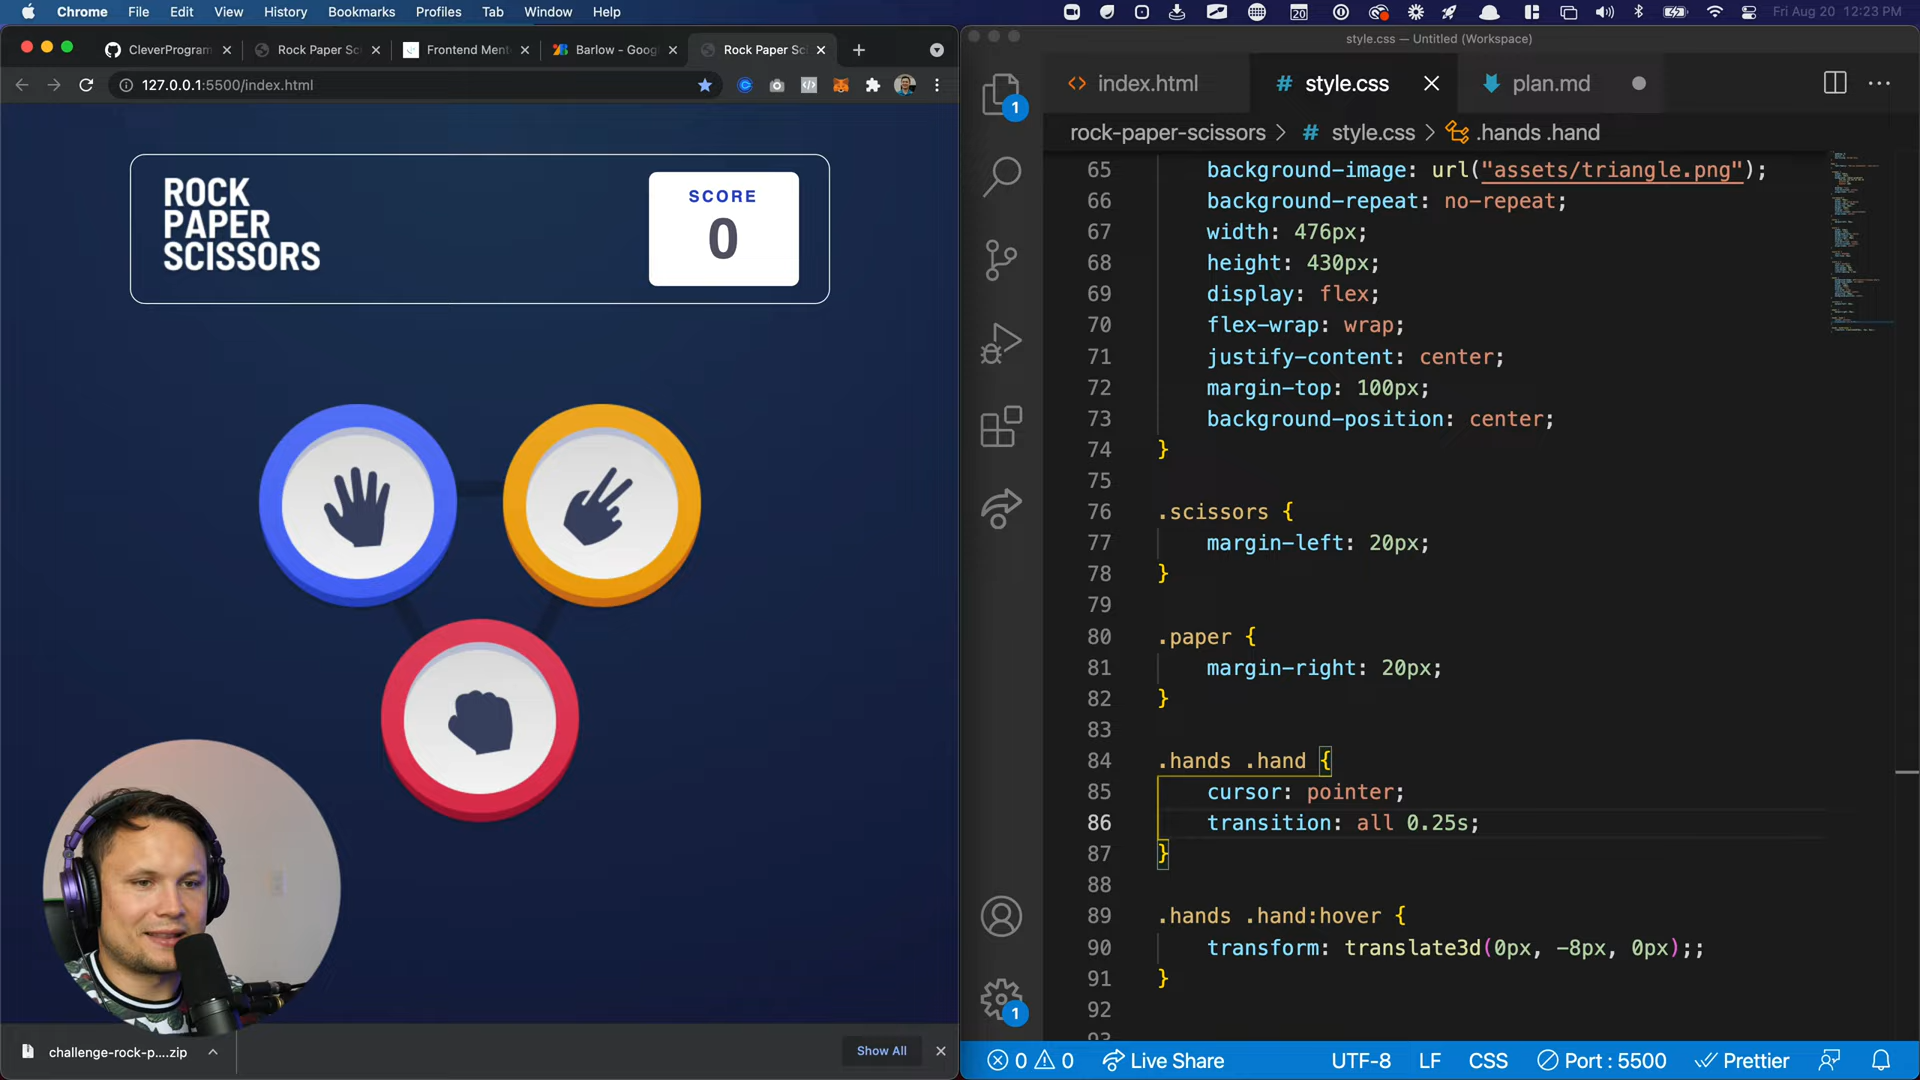 Chrome File Edit View History Bookmarks Profiles Tab Window Help
20
Fri Aug 20 12:23 PM
CleverProgram
Rock Paper Sc
Frontend Ment
Barlow - Goog
Rock Paper Sc
127.0.0.1:5500/index.html
ROCK
PAPER
SCISSORS
SCORE
0
challenge-rock-p....zip
Show All
style.css — Untitled (Workspace)
index.html
# style.css
plan.md
rock-paper-scissors > # style.css > .hands .hand
1
65 background-image: url("assets/triangle.png");
66 background-repeat: no-repeat;
67 width: 476px;
68 height: 430px;
69 display: flex;
70 flex-wrap: wrap;
71 justify-content: center;
72 margin-top: 100px;
73 background-position: center;
74 }
75
76 .scissors {
77 margin-left: 20px;
78 }
79
80 .paper {
81 margin-right: 20px;
82 }
83
84 .hands .hand {
85 cursor: pointer;
86 transition: all 0.25s;
87 }
88
89 .hands .hand:hover {
90 transform: translate3d(0px, -8px, 0px);;
91 }
92
1
0 0 Live Share UTF-8 LF CSS Port : 5500 Prettier